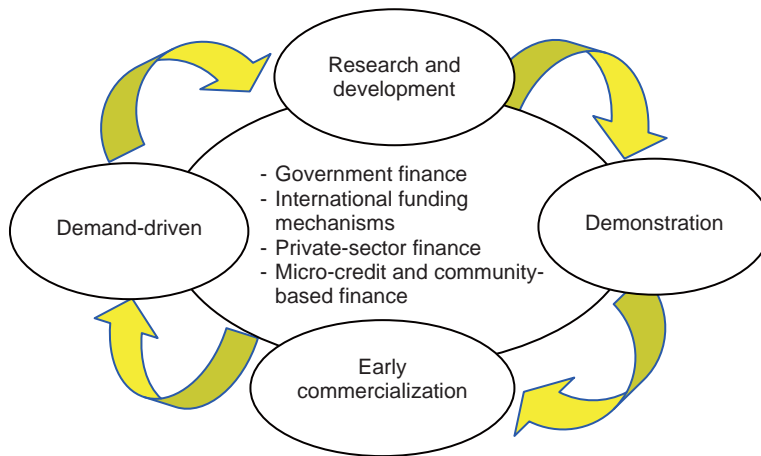 Research and
development
- Government finance
- International funding
mechanisms
- Private-sector finance
- Micro-credit and community-
based finance
Demand-driven
Demonstration
Early
commercialization